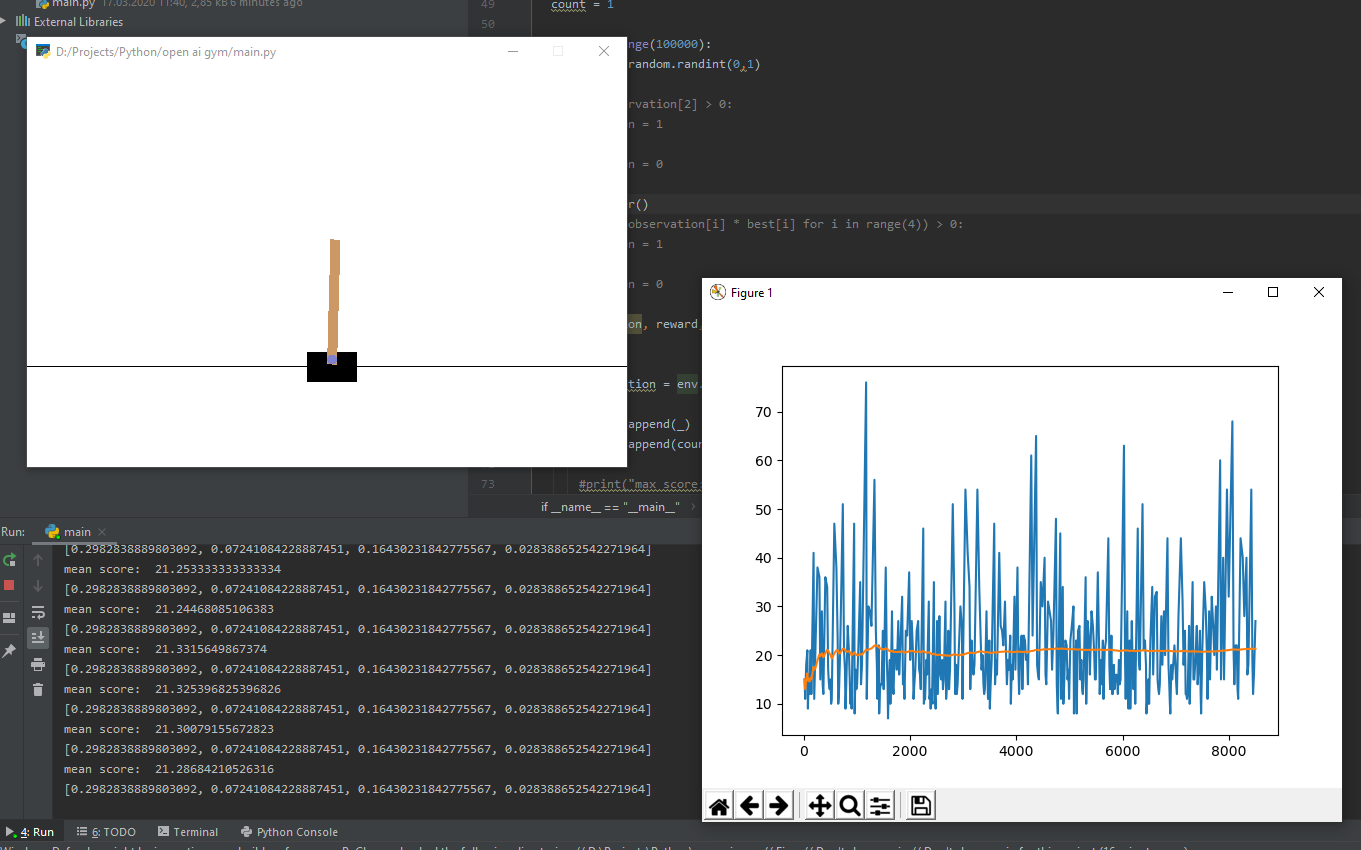 main.py 17.03.2020 11:40, 2,85 kB 6 minutes ago
External Libraries
D:/Projects/Python/open ai gym/main.py
49 count = 1
50
nge(100000):
random.randint(0,1)
rvation[2] > 0:
n = 1
n = 0
r()
observation[i] * best[i] for i in range(4)) > 0:
n = 1
n = 0
on, reward,
tion = env.
append(_)
append(cour
73 #print("max score:
if __name__ == "__main__"
Figure 1
70
60
50
40
30
20
10
0 2000 4000 6000 8000
Run: main
[0.2982838889803092, 0.07241084228887451, 0.16430231842775567, 0.028388652542271964]
mean score: 21.253333333333334
[0.2982838889803092, 0.07241084228887451, 0.16430231842775567, 0.028388652542271964]
mean score: 21.24468085106383
[0.2982838889803092, 0.07241084228887451, 0.16430231842775567, 0.028388652542271964]
mean score: 21.3315649867374
[0.2982838889803092, 0.07241084228887451, 0.16430231842775567, 0.028388652542271964]
mean score: 21.325396825396826
[0.2982838889803092, 0.07241084228887451, 0.16430231842775567, 0.028388652542271964]
mean score: 21.30079155672823
[0.2982838889803092, 0.07241084228887451, 0.16430231842775567, 0.028388652542271964]
mean score: 21.28684210526316
[0.2982838889803092, 0.07241084228887451, 0.16430231842775567, 0.028388652542271964]
4: Run 6: TODO Terminal Python Console